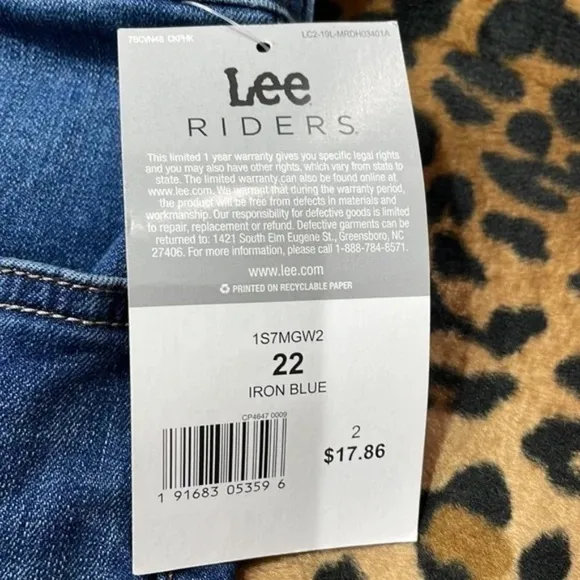 7BCVN48 CKPHK
LC2-19L-MRDH03401A
Lee
RIDERS
This limited 1 year warranty gives you specific legal rights
and you may also have other rights, which vary from state to
state. The limited warranty can also be found online at
www.lee.com. We warrant that during the warranty period,
the product will be free from defects in materials and
workmanship. Our responsibility for defective goods is limited
to repair, replacement or refund. Defective garments can be
returned to: 1421 South Elm Eugene St., Greensboro, NC
27406. For more information, please call 1-888-784-8571.
www.lee.com
PRINTED ON RECYCLABLE PAPER
1S7MGW2
22
IRON BLUE
CP4647 0009
2
$17.86
1 91683 05359 6